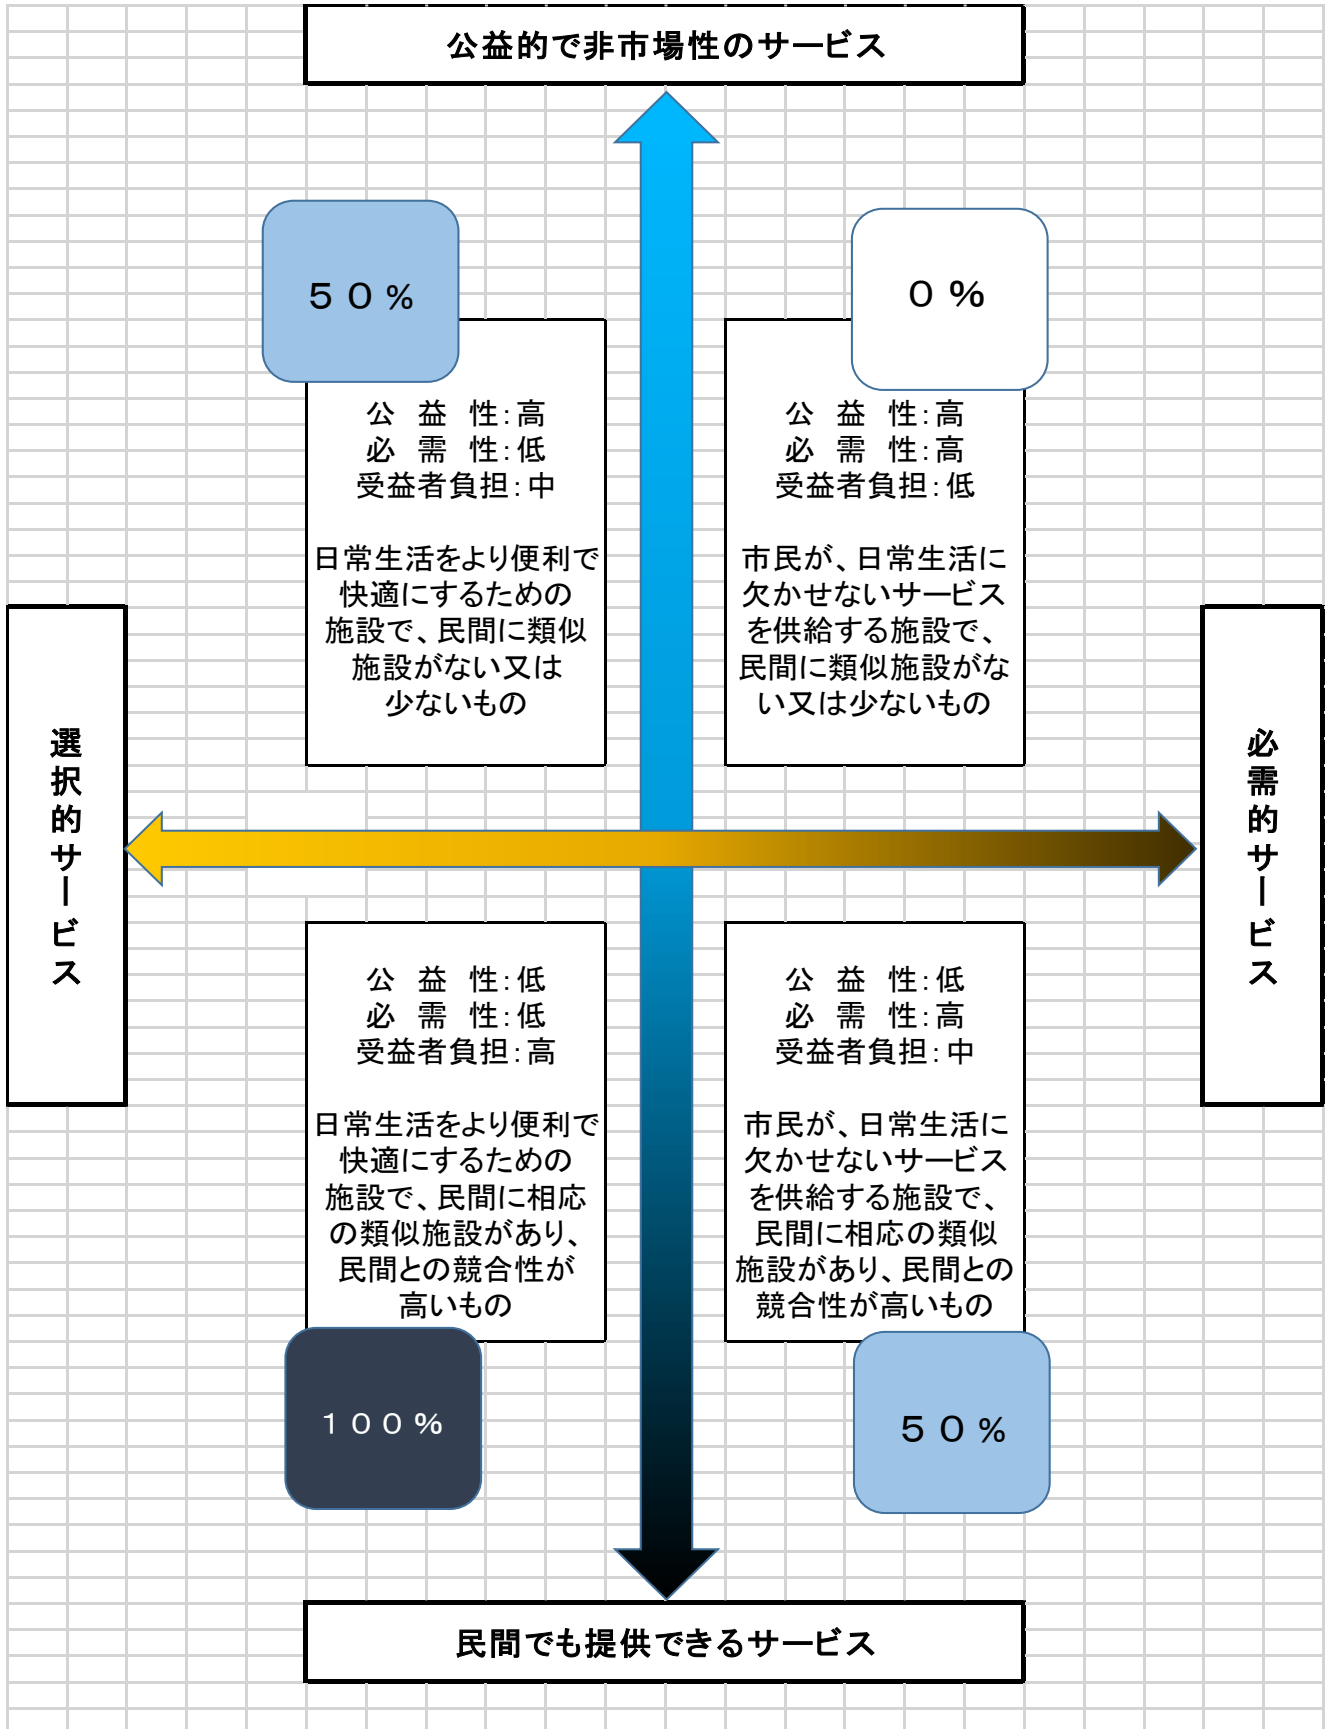 公益的で非市場性のサービス
５０％
公　益　性：高
必　需　性：低
受益者負担：中
日常生活をより便利で
快適にするための
施設で、民間に類似
施設がない又は
少ないもの
０％
公　益　性：高
必　需　性：高
受益者負担：低
市民が、日常生活に
欠かせないサービス
を供給する施設で、
民間に類似施設がな
い又は少ないもの
選択的サービス
必需的サービス
公　益　性：低
必　需　性：低
受益者負担：高
日常生活をより便利で
快適にするための
施設で、民間に相応
の類似施設があり、
民間との競合性が
高いもの
１００％
公　益　性：低
必　需　性：高
受益者負担：中
市民が、日常生活に
欠かせないサービス
を供給する施設で、
民間に相応の類似
施設があり、民間との
競合性が高いもの
５０％
民間でも提供できるサービス